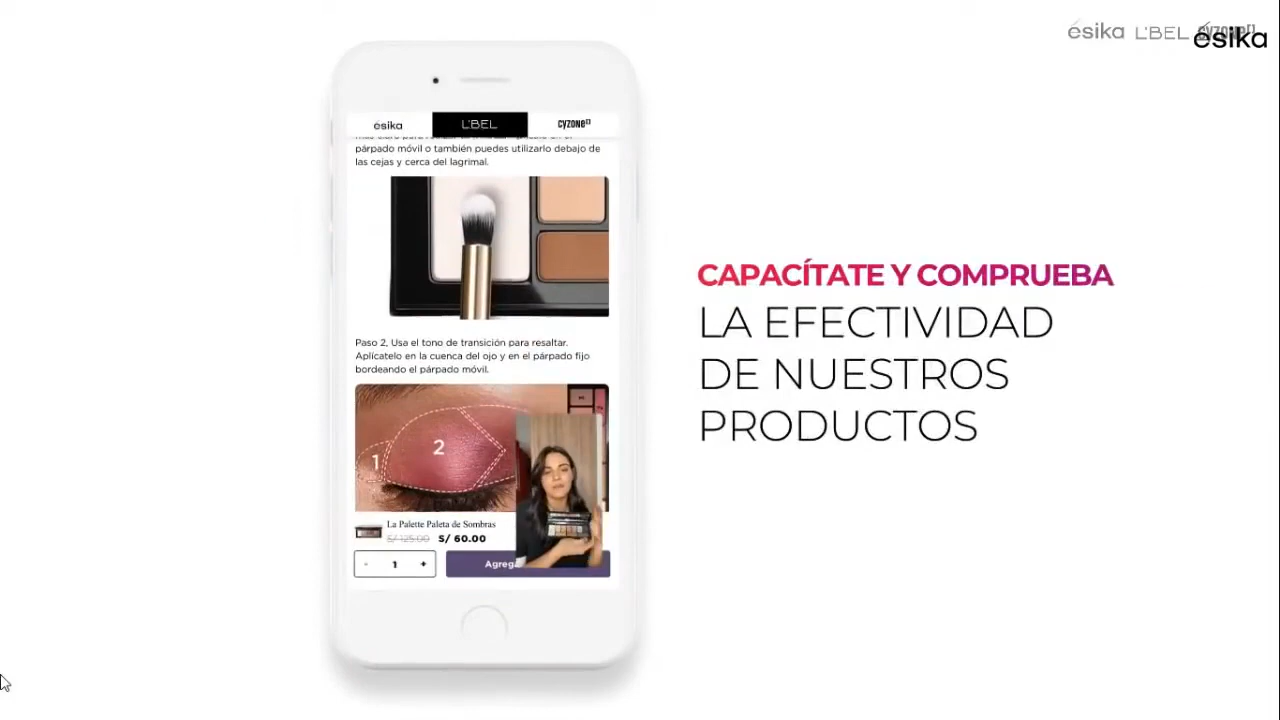 ésika L'BEL
ésika
ésika L'BEL cyzone
párpado móvil o también puedes utilizarlo debajo de
las cejas y cerca del lagrimal.
CAPACÍTATE Y COMPRUEBA
LA EFECTIVIDAD
DE NUESTROS
PRODUCTOS
Paso 2, Usa el tono de transición para resaltar.
Aplícatelo en la cuenca del ojo y en el párpado fijo
bordeando el párpado móvil.
1 2
La Palette Paleta de Sombras
S/ 125.00 S/ 60.00
- 1 +